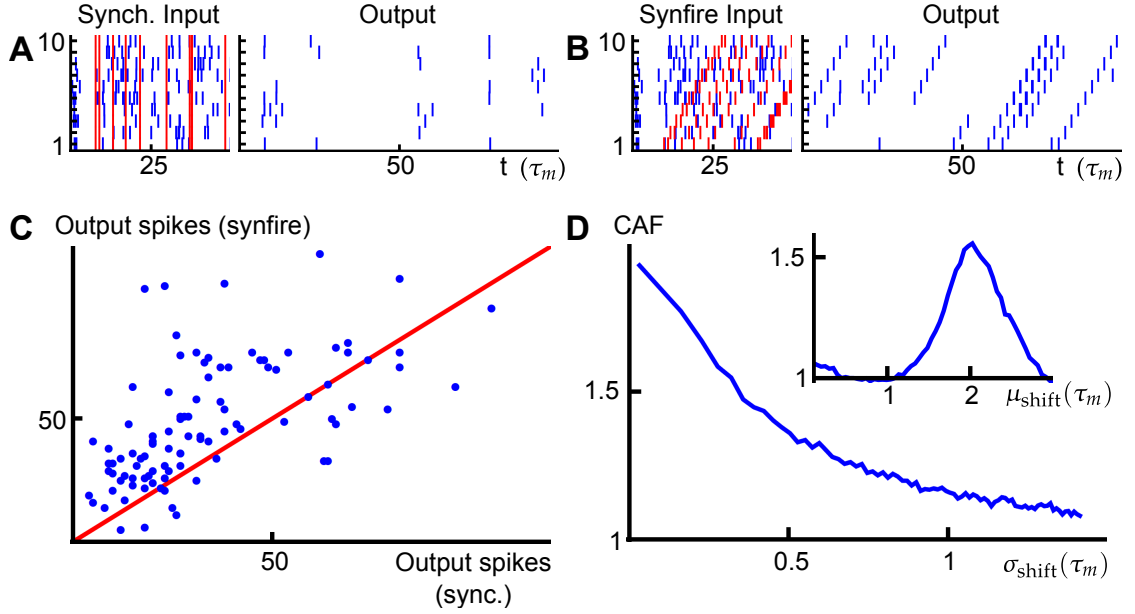 Synch. Input
Output
Synfire Input
Output
A
10
1
25
50
t (τm)
B
10
1
25
50
t (τm)
C
Output spikes (synfire)
50
50
Output spikes
(sync.)
D
CAF
1.5
1
0.5
1
σshift(τm)
1.5
1
1
2
μshift(τm)